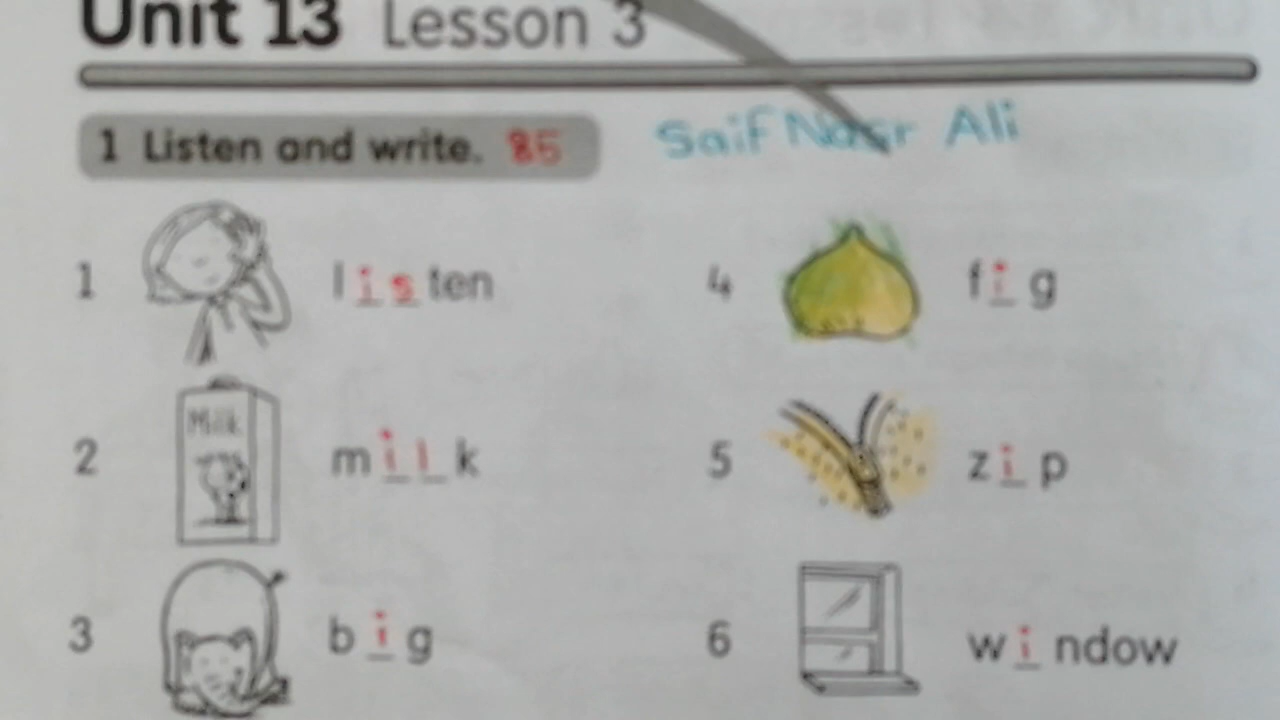 Unit 13 Lesson 3
1 Listen and write. 85
Saif Nasr Ali
1 listen
2 Milk milk
3 big
4 fig
5 zip
6 window